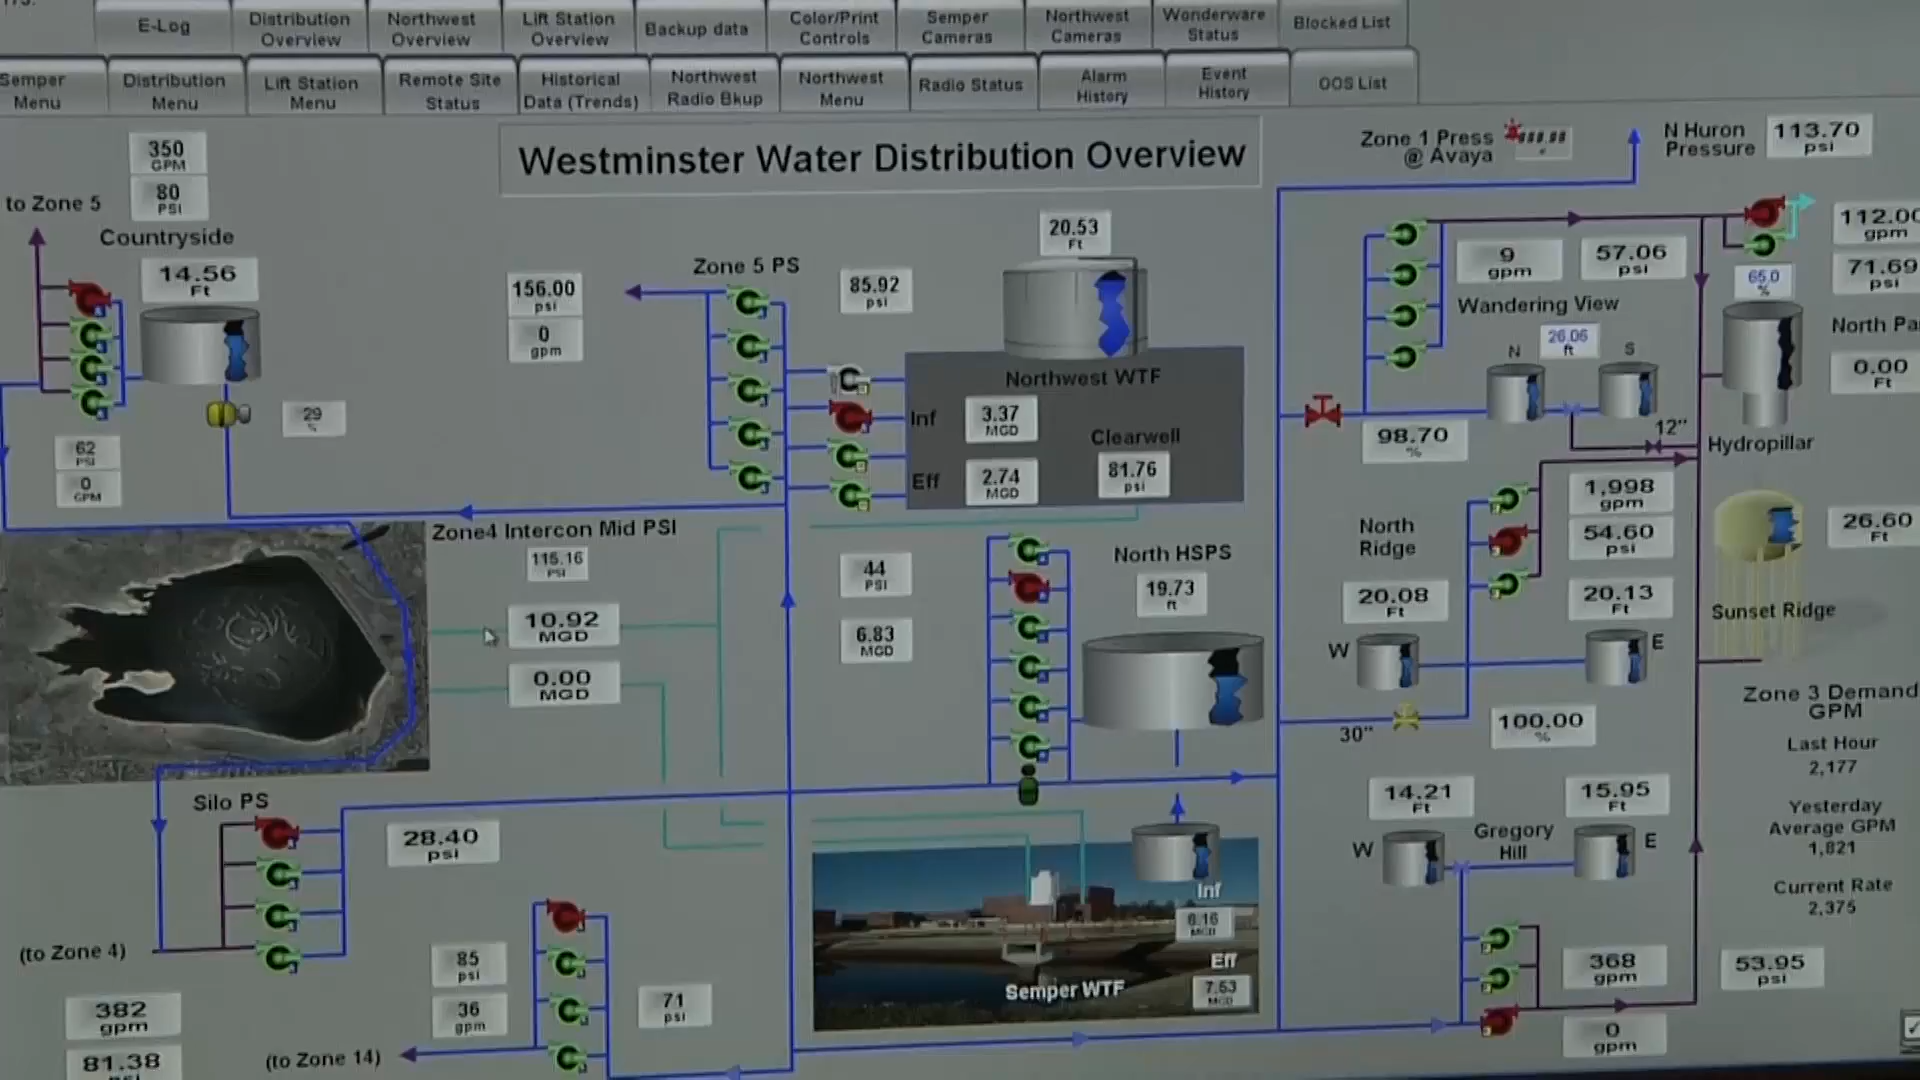 E-Log
Distribution
Overview
Northwest
Overview
Lift Station
Overview
Backup data
Color/Print
Controls
Semper
Cameras
Northwest
Cameras
Wonderware
Status
Blocked List
Semper
Menu
Distribution
Menu
Lift Station
Menu
Remote Site
Status
Historical
Data (Trends)
Northwest
Radio Bkup
Northwest
Menu
Radio Status
Alarm
History
Event
History
OOS List
Westminster Water Distribution Overview
350
GPM
80
PSI
to Zone 5
Countryside
14.56
Ft
29
%
62
PSI
0
GPM
Zone 5 PS
156.00
psi
0
gpm
85.92
psi
20.53
Ft
Northwest WTF
Inf
3.37
MGD
Clearwell
Eff
2.74
MGD
81.76
psi
Zone4 Intercon Mid PSI
115.16
PSI
10.92
MGD
0.00
MGD
44
PSI
6.83
MGD
North HSPS
19.73
ft
Silo PS
28.40
psi
(to Zone 4)
382
gpm
81.38
psi
85
psi
36
gpm
71
psi
(to Zone 14)
Inf
6.16
MGD
Eff
7.53
MGD
Semper WTF
Zone 1 Press
@ Avaya
###.##
N Huron
Pressure
113.70
psi
9
gpm
57.06
psi
Wandering View
26.06
ft
N
S
98.70
%
12"
65.0
%
112.00
gpm
71.69
psi
North Pa
0.00
Ft
Hydropillar
North
Ridge
1,998
gpm
54.60
psi
20.08
Ft
20.13
Ft
W
E
30"
100.00
%
26.60
Ft
Sunset Ridge
Zone 3 Demand
GPM
Last Hour
2,177
Yesterday
Average GPM
1,821
Current Rate
2,375
14.21
Ft
15.95
Ft
W
Gregory
Hill
E
368
gpm
0
gpm
53.95
psi